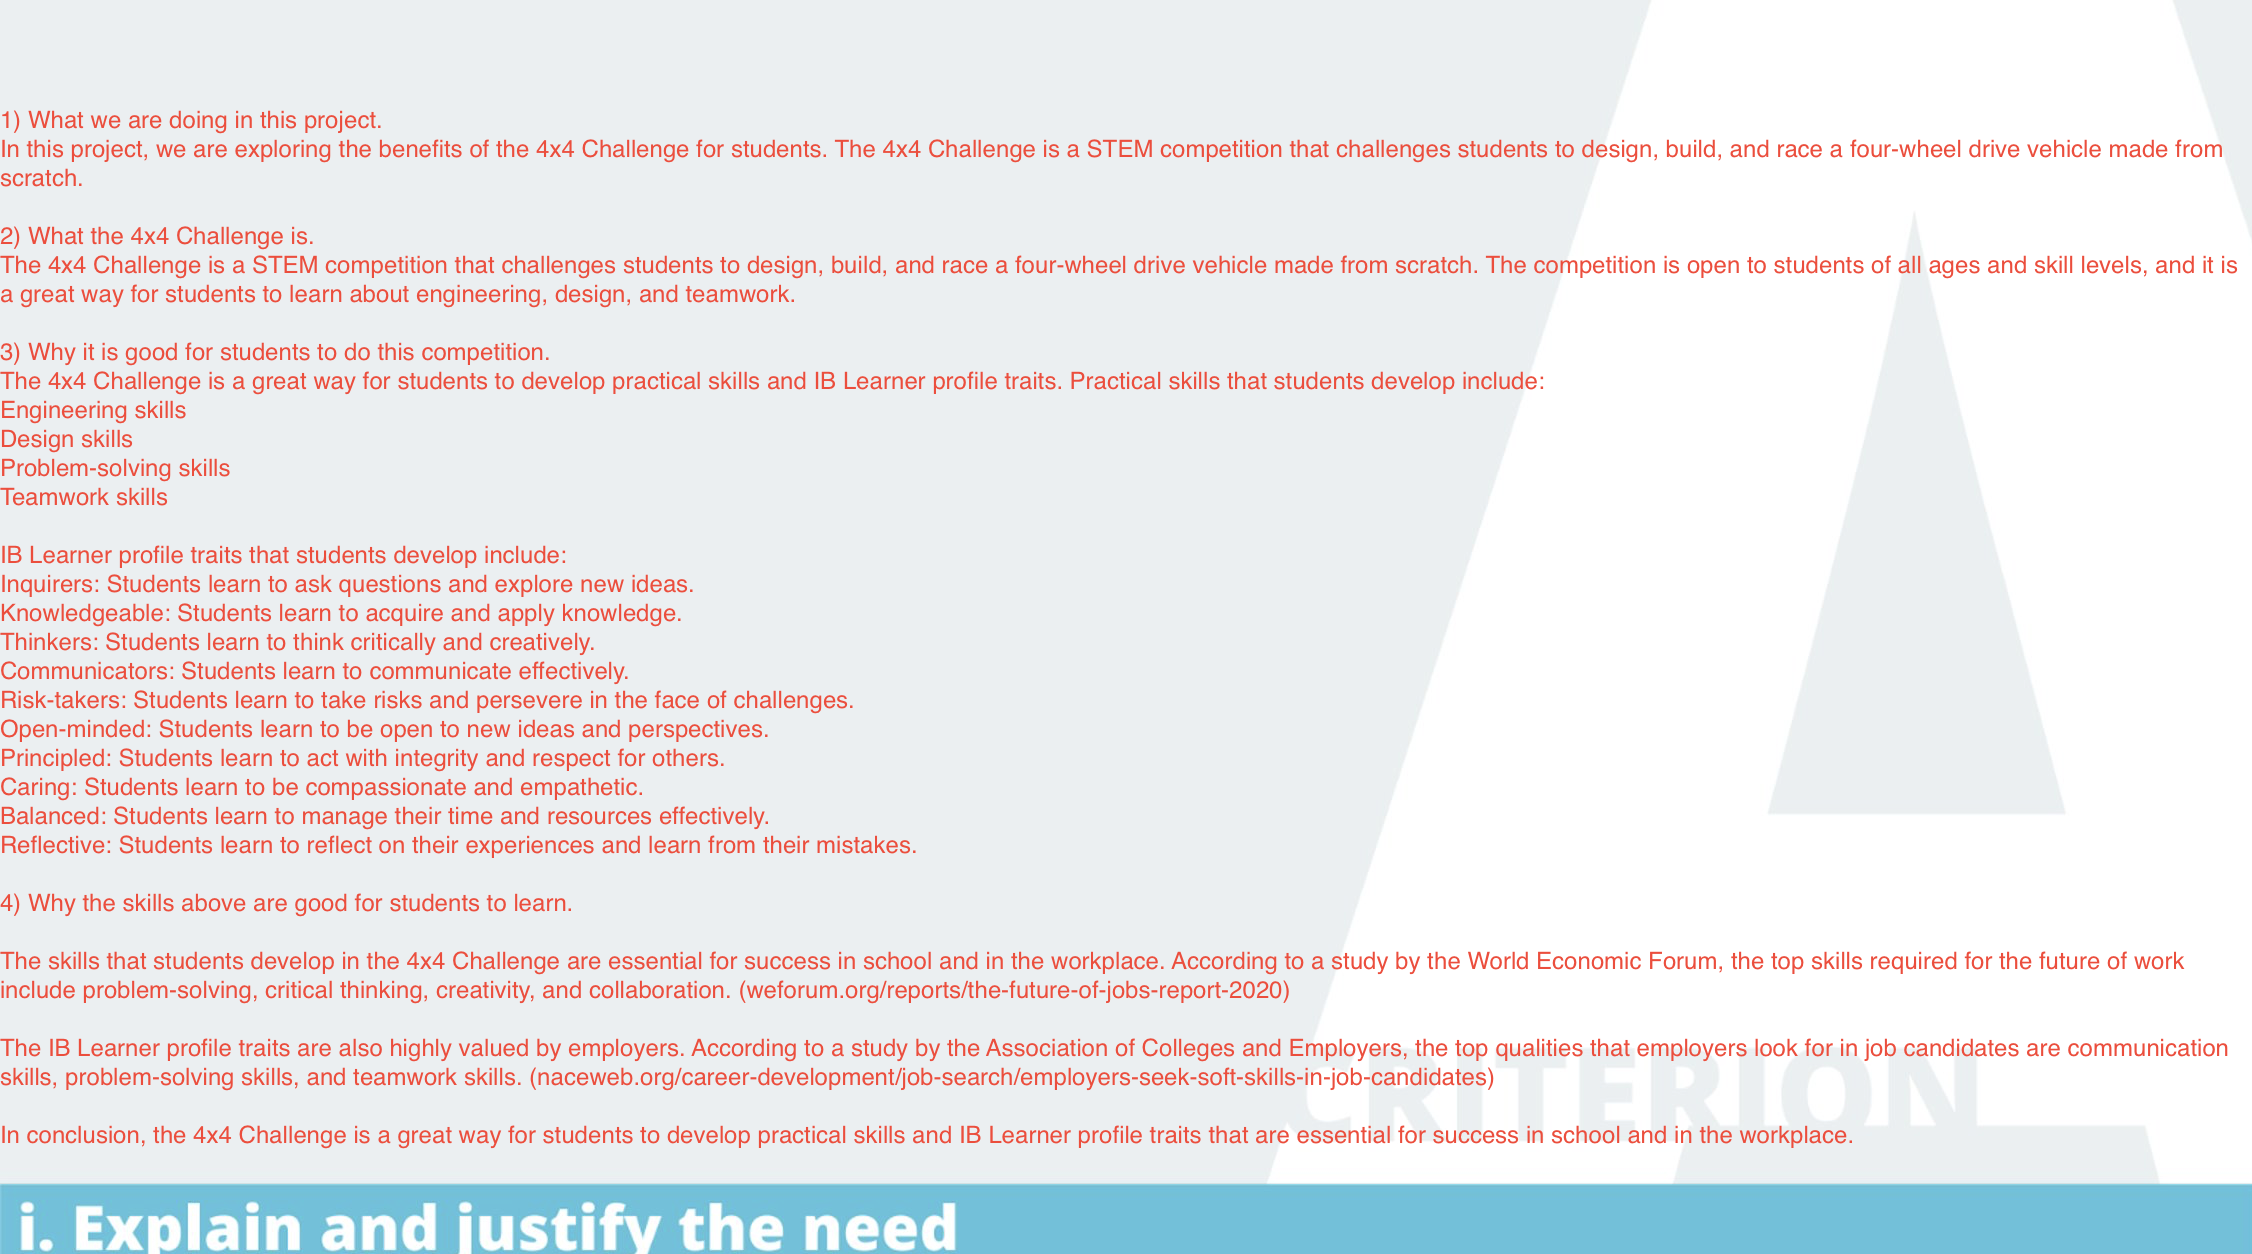 1) What we are doing in this project.
In this project, we are exploring the benefits of the 4x4 Challenge for students. The 4x4 Challenge is a STEM competition that challenges students to design, build, and race a four-wheel drive vehicle made from
scratch.
2) What the 4x4 Challenge is.
The 4x4 Challenge is a STEM competition that challenges students to design, build, and race a four-wheel drive vehicle made from scratch. The competition is open to students of all ages and skill levels, and it is
a great way for students to learn about engineering, design, and teamwork.
3) Why it is good for students to do this competition.
The 4x4 Challenge is a great way for students to develop practical skills and IB Learner profile traits. Practical skills that students develop include:
Engineering skills
Design skills
Problem-solving skills
Teamwork skills
IB Learner profile traits that students develop include:
Inquirers: Students learn to ask questions and explore new ideas.
Knowledgeable: Students learn to acquire and apply knowledge.
Thinkers: Students learn to think critically and creatively.
Communicators: Students learn to communicate effectively.
Risk-takers: Students learn to take risks and persevere in the face of challenges.
Open-minded: Students learn to be open to new ideas and perspectives.
Principled: Students learn to act with integrity and respect for others.
Caring: Students learn to be compassionate and empathetic.
Balanced: Students learn to manage their time and resources effectively.
Reflective: Students learn to reflect on their experiences and learn from their mistakes.
4) Why the skills above are good for students to learn.
The skills that students develop in the 4x4 Challenge are essential for success in school and in the workplace. According to a study by the World Economic Forum, the top skills required for the future of work
include problem-solving, critical thinking, creativity, and collaboration. (weforum.org/reports/the-future-of-jobs-report-2020)
The IB Learner profile traits are also highly valued by employers. According to a study by the Association of Colleges and Employers, the top qualities that employers look for in job candidates are communication
skills, problem-solving skills, and teamwork skills. (naceweb.org/career-development/job-search/employers-seek-soft-skills-in-job-candidates)
In conclusion, the 4x4 Challenge is a great way for students to develop practical skills and IB Learner profile traits that are essential for success in school and in the workplace.
A
CRITERION
i. Explain and justify the need